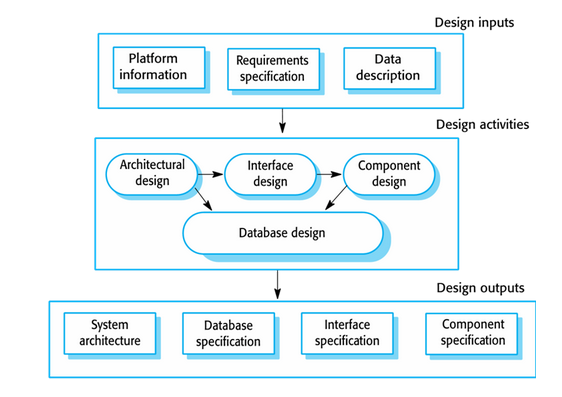 Design inputs
Platform
information
Requirements
specification
Data
description
Design activities
Architectural
design
Interface
design
Component
design
Database design
Design outputs
System
architecture
Database
specification
Interface
specification
Component
specification